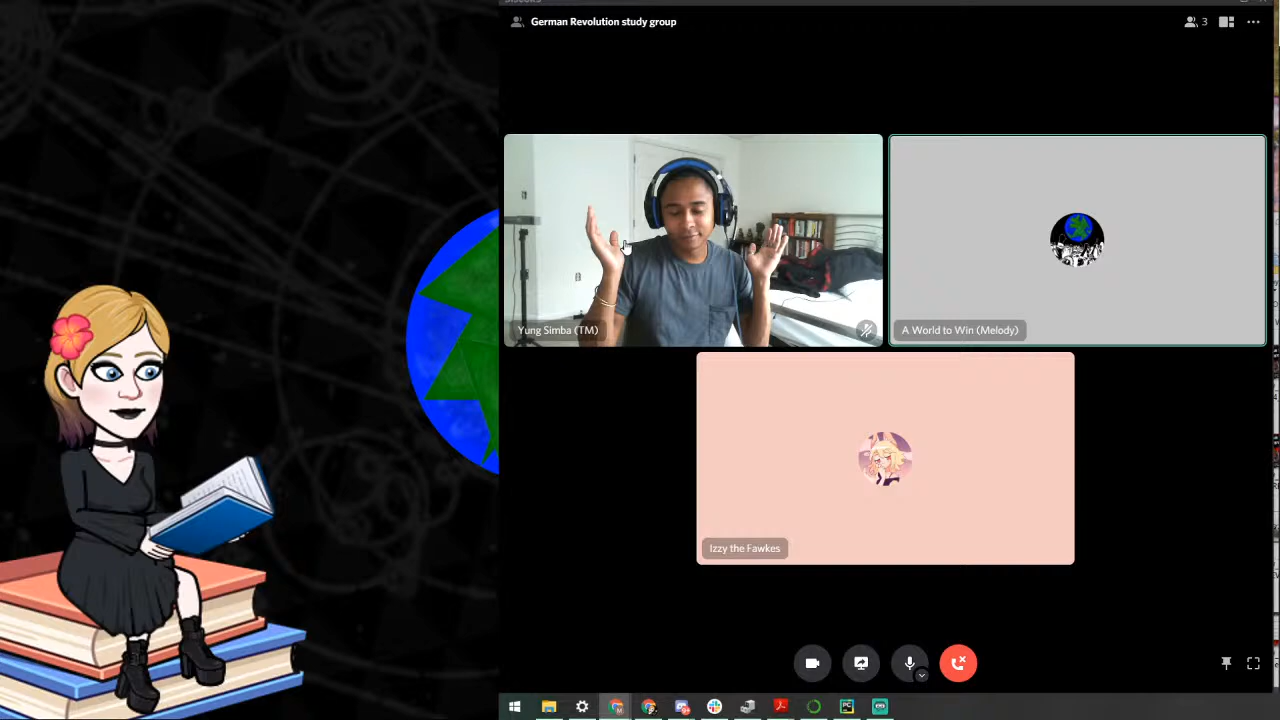 German Revolution study group
3
Yung Simba (TM)
A World to Win (Melody)
Izzy the Fawkes